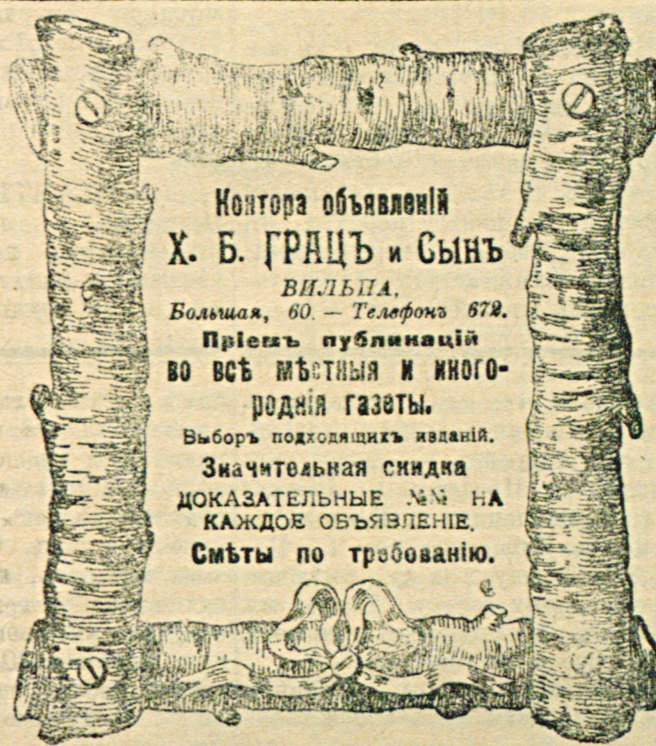 Контора объявленій
Х. Б. ГРАЦЪ и Сынъ
ВИЛЬНА,
Большая, 60. — Телефонъ 672.
Пріемъ публикацій
во всѣ мѣстныя и иного-
роднія газеты.
Выборъ подходящихъ изданій.
Значительная скидка
ДОКАЗАТЕЛЬНЫЕ №№ НА
КАЖДОЕ ОБЪЯВЛЕНІЕ.
Смѣты по требованію.